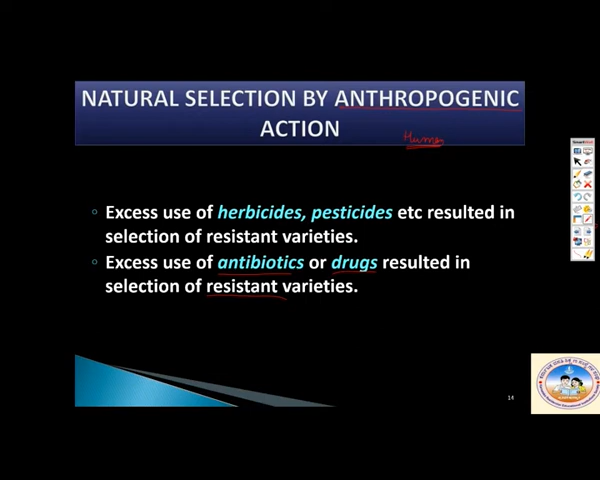 NATURAL SELECTION BY ANTHROPOGENIC
ACTION
Human
Excess use of herbicides, pesticides etc resulted in
selection of resistant varieties.
Excess use of antibiotics or drugs resulted in
selection of resistant varieties.
14